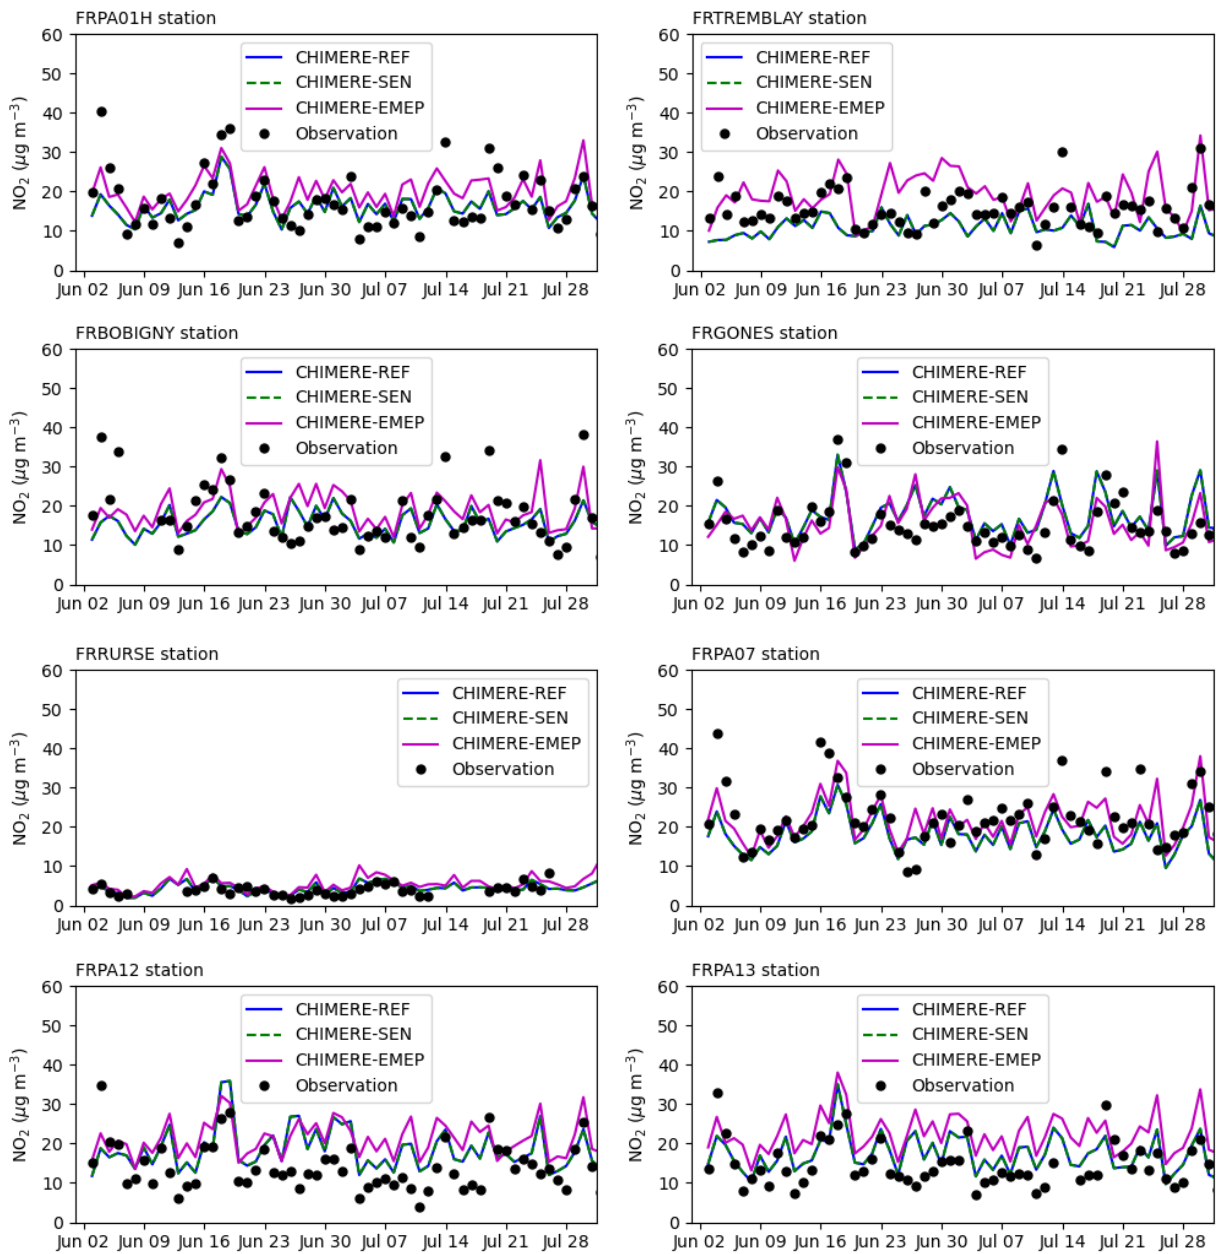 FRPA01H station
NO₂ (μg m⁻³)
60
50
40
30
20
10
0
CHIMERE-REF
CHIMERE-SEN
CHIMERE-EMEP
Observation
Jun 02 Jun 09 Jun 16 Jun 23 Jun 30 Jul 07 Jul 14 Jul 21 Jul 28
FRTREMBLAY station
NO₂ (μg m⁻³)
60
50
40
30
20
10
0
CHIMERE-REF
CHIMERE-SEN
CHIMERE-EMEP
Observation
Jun 02 Jun 09 Jun 16 Jun 23 Jun 30 Jul 07 Jul 14 Jul 21 Jul 28
FRBOBIGNY station
NO₂ (μg m⁻³)
60
50
40
30
20
10
0
CHIMERE-REF
CHIMERE-SEN
CHIMERE-EMEP
Observation
Jun 02 Jun 09 Jun 16 Jun 23 Jun 30 Jul 07 Jul 14 Jul 21 Jul 28
FRGONES station
NO₂ (μg m⁻³)
60
50
40
30
20
10
0
CHIMERE-REF
CHIMERE-SEN
CHIMERE-EMEP
Observation
Jun 02 Jun 09 Jun 16 Jun 23 Jun 30 Jul 07 Jul 14 Jul 21 Jul 28
FRRURSE station
NO₂ (μg m⁻³)
60
50
40
30
20
10
0
CHIMERE-REF
CHIMERE-SEN
CHIMERE-EMEP
Observation
Jun 02 Jun 09 Jun 16 Jun 23 Jun 30 Jul 07 Jul 14 Jul 21 Jul 28
FRPA07 station
NO₂ (μg m⁻³)
60
50
40
30
20
10
0
CHIMERE-REF
CHIMERE-SEN
CHIMERE-EMEP
Observation
Jun 02 Jun 09 Jun 16 Jun 23 Jun 30 Jul 07 Jul 14 Jul 21 Jul 28
FRPA12 station
NO₂ (μg m⁻³)
60
50
40
30
20
10
0
CHIMERE-REF
CHIMERE-SEN
CHIMERE-EMEP
Observation
Jun 02 Jun 09 Jun 16 Jun 23 Jun 30 Jul 07 Jul 14 Jul 21 Jul 28
FRPA13 station
NO₂ (μg m⁻³)
60
50
40
30
20
10
0
CHIMERE-REF
CHIMERE-SEN
CHIMERE-EMEP
Observation
Jun 02 Jun 09 Jun 16 Jun 23 Jun 30 Jul 07 Jul 14 Jul 21 Jul 28